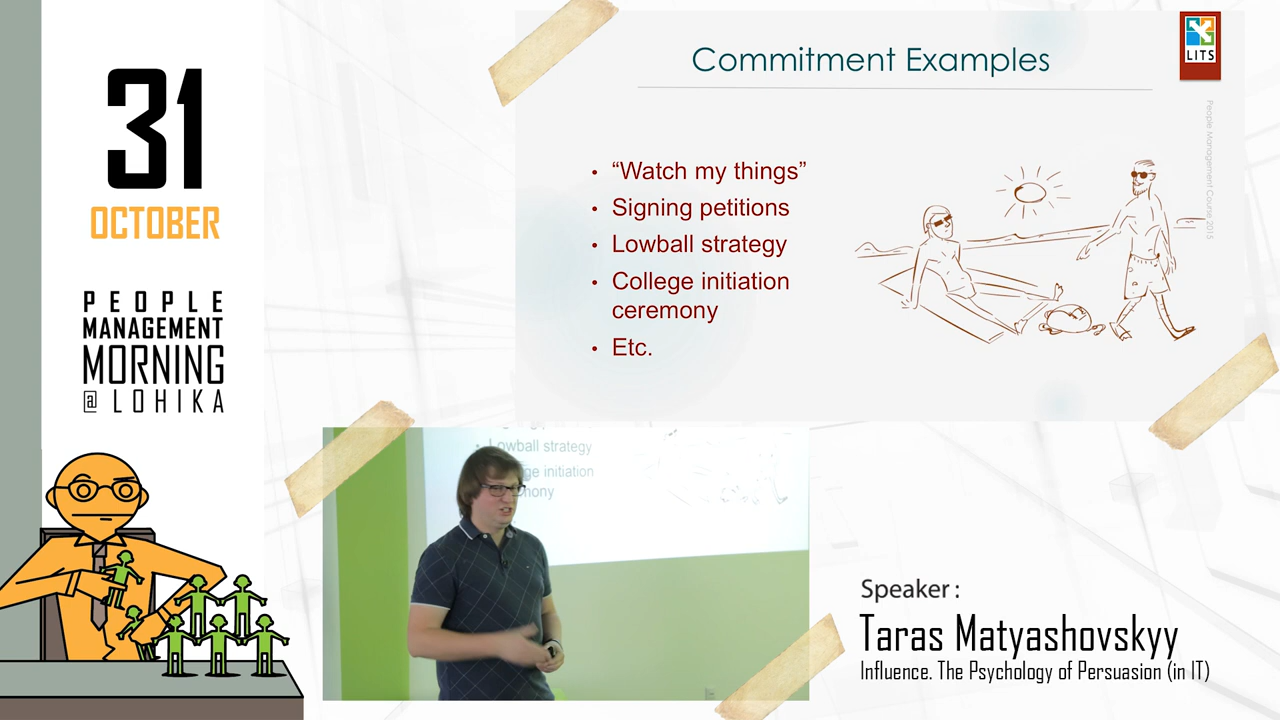 31
OCTOBER
PEOPLE
MANAGEMENT
MORNING
@ LOHIKA
Commitment Examples
LITS
People Management Course 2015
• “Watch my things”
• Signing petitions
• Lowball strategy
• College initiation
ceremony
• Etc.
• Lowball strategy
ge initiation
mony
Speaker :
Taras Matyashovskyy
Influence. The Psychology of Persuasion (in IT)